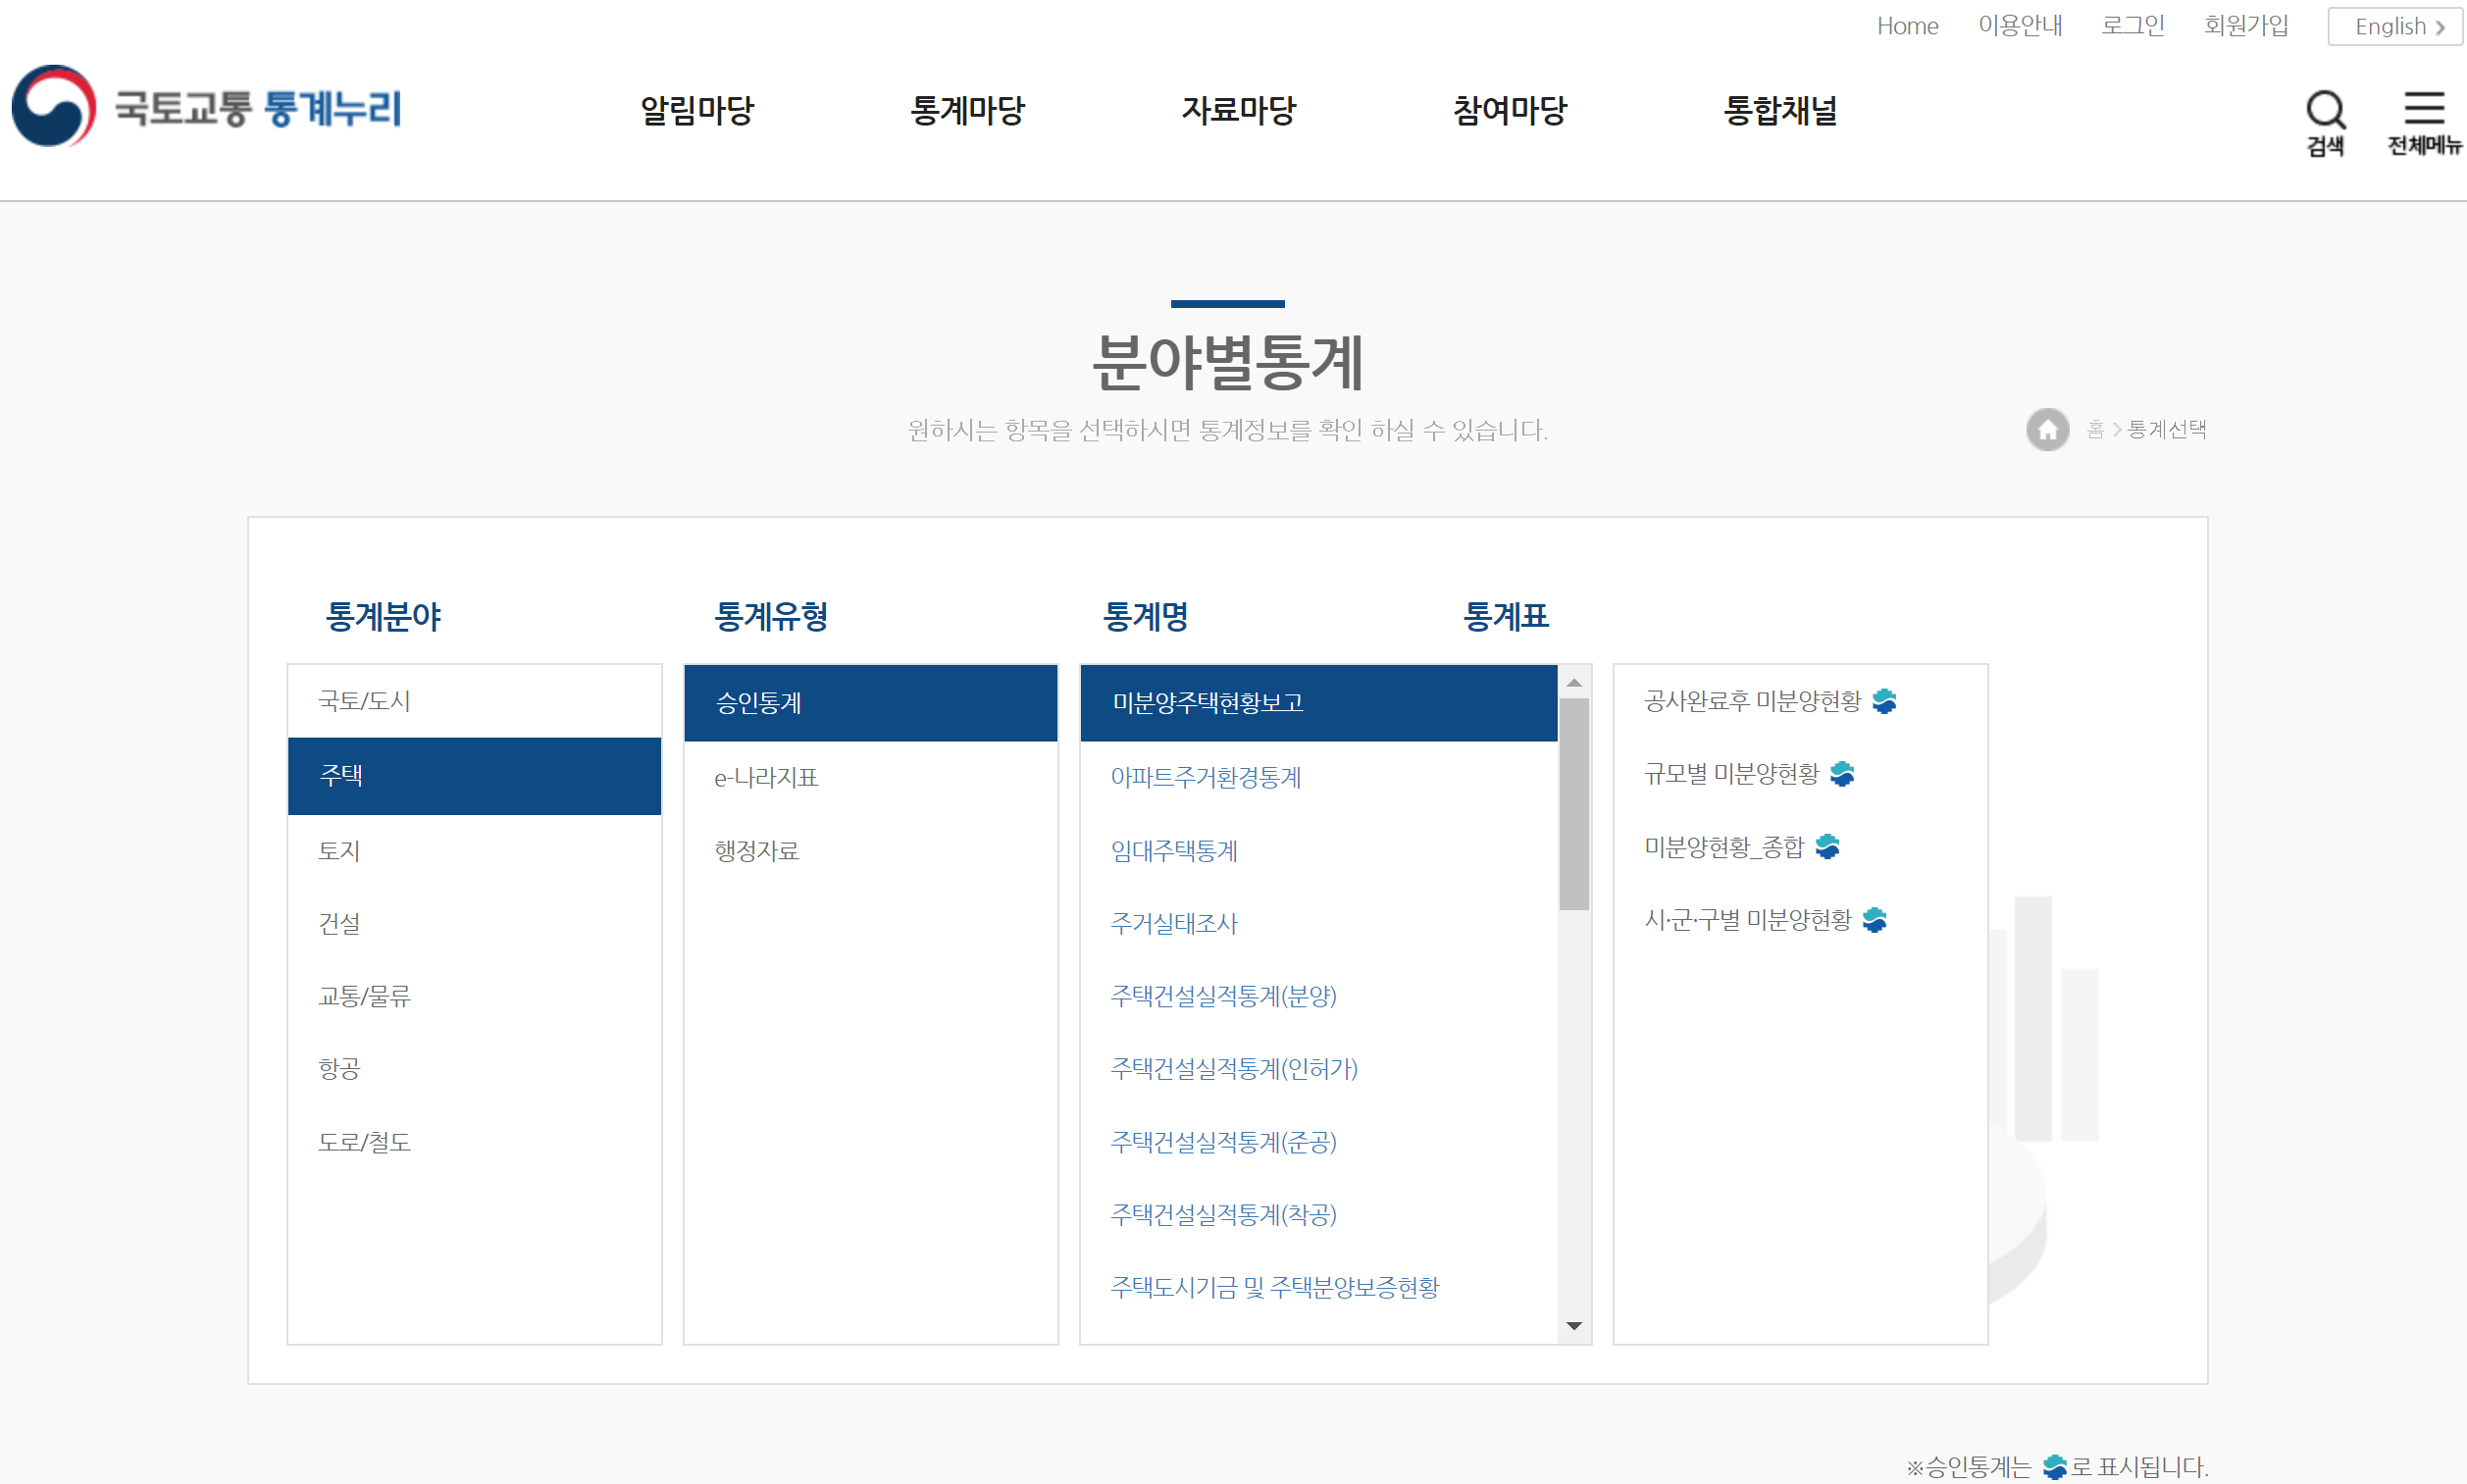 Home 이용안내 로그인 회원가입 English
국토교통 통계누리
알림마당 통계마당 자료마당 참여마당 통합채널
검색 전체메뉴
분야별통계
원하시는 항목을 선택하시면 통계정보를 확인 하실 수 있습니다.
홈 > 통계선택
통계분야 통계유형 통계명 통계표
국토/도시
주택
토지
건설
교통/물류
항공
도로/철도
승인통계
e-나라지표
행정자료
미분양주택현황보고
아파트주거환경통계
임대주택통계
주거실태조사
주택건설실적통계(분양)
주택건설실적통계(인허가)
주택건설실적통계(준공)
주택건설실적통계(착공)
주택도시기금 및 주택분양보증현황
공사완료후 미분양현황
규모별 미분양현황
미분양현황_종합
시·군·구별 미분양현황
※승인통계는 로 표시됩니다.